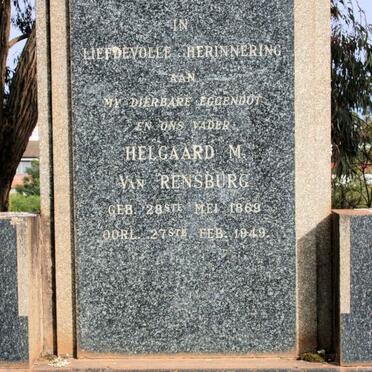 IN
LIEFDEVOLLE HERINNERING
AAN
MY DIERBARE EGGENOOT
EN ONS VADER
HELGAARD M.
VAN RENSBURG
GEB. 28STE MEI 1869
OORL. 27STE FEB. 1949.